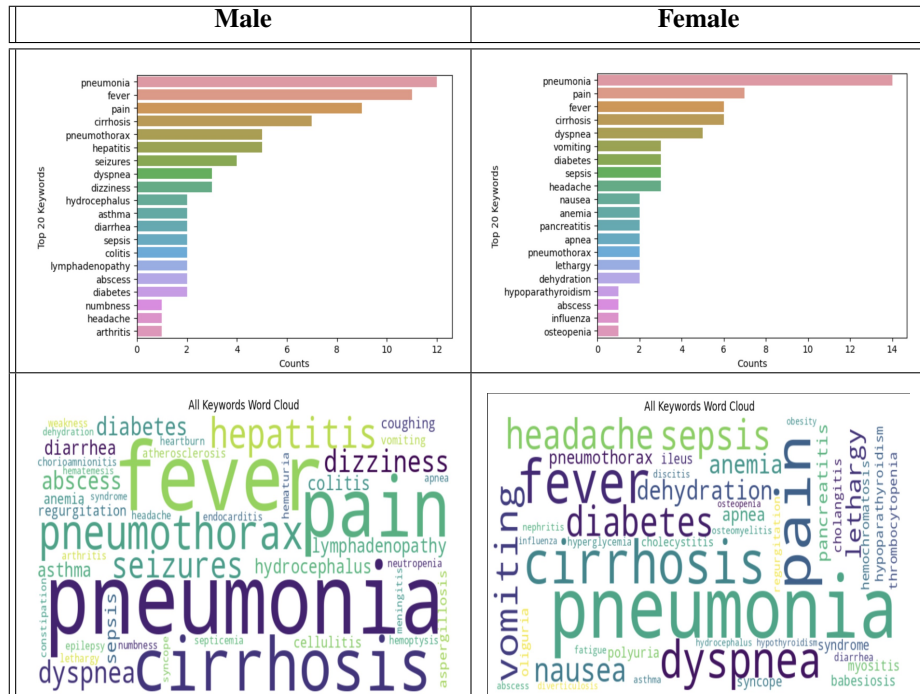 Male
Female
pneumonia
fever
pain
cirrhosis
pneumothorax
hepatitis
seizures
dyspnea
dizziness
hydrocephalus
asthma
diarrhea
sepsis
colitis
lymphadenopathy
abscess
diabetes
numbness
headache
arthritis
Top 20 Keywords
0 2 4 6 8 10 12
Counts
pneumonia
pain
fever
cirrhosis
dyspnea
vomiting
diabetes
sepsis
headache
nausea
anemia
pancreatitis
apnea
pneumothorax
lethargy
dehydration
hypoparathyroidism
abscess
influenza
osteopenia
Top 20 Keywords
0 2 4 6 8 10 12 14
Counts
All Keywords Word Cloud
weakness
dehydration
diabetes
hepatitis
coughing
vomiting
heartburn
diarrhea
atherosclerosis
fever
dizziness
chorioamnionitis
hematemesis
abscess
hematuria
colitis
apnea
anemia
syndrome
pain
regurgitation
headache
endocarditis
pneumothorax
lymphadenopathy
arthritis
asthma
seizures
hydrocephalus
neutropenia
pneumonia
constipation
sepsis
meningitis
aspergillosis
epilepsy
numbness
septicemia
cellulitis
hemoptysis
lethargy
syncope
dyspnea
cirrhosis
All Keywords Word Cloud
obesity
headache
sepsis
pneumothorax
ileus
anemia
pain
pancreatitis
cholangitis
lethargy
hemochromatosis
hypoparathyroidism
thrombocytopenia
fever
discitis
dehydration
osteopenia
vomiting
diabetes
apnea
nephritis
osteomyelitis
influenza
hyperglycemia
cholecystitis
regurgitation
cirrhosis
pneumonia
oliguria
hydrocephalus
hypothyroidism
syndrome
fatigue
polyuria
dyspnea
diarrhea
nausea
myositis
abscess
diverticulosis
asthma
syncope
babesiosis